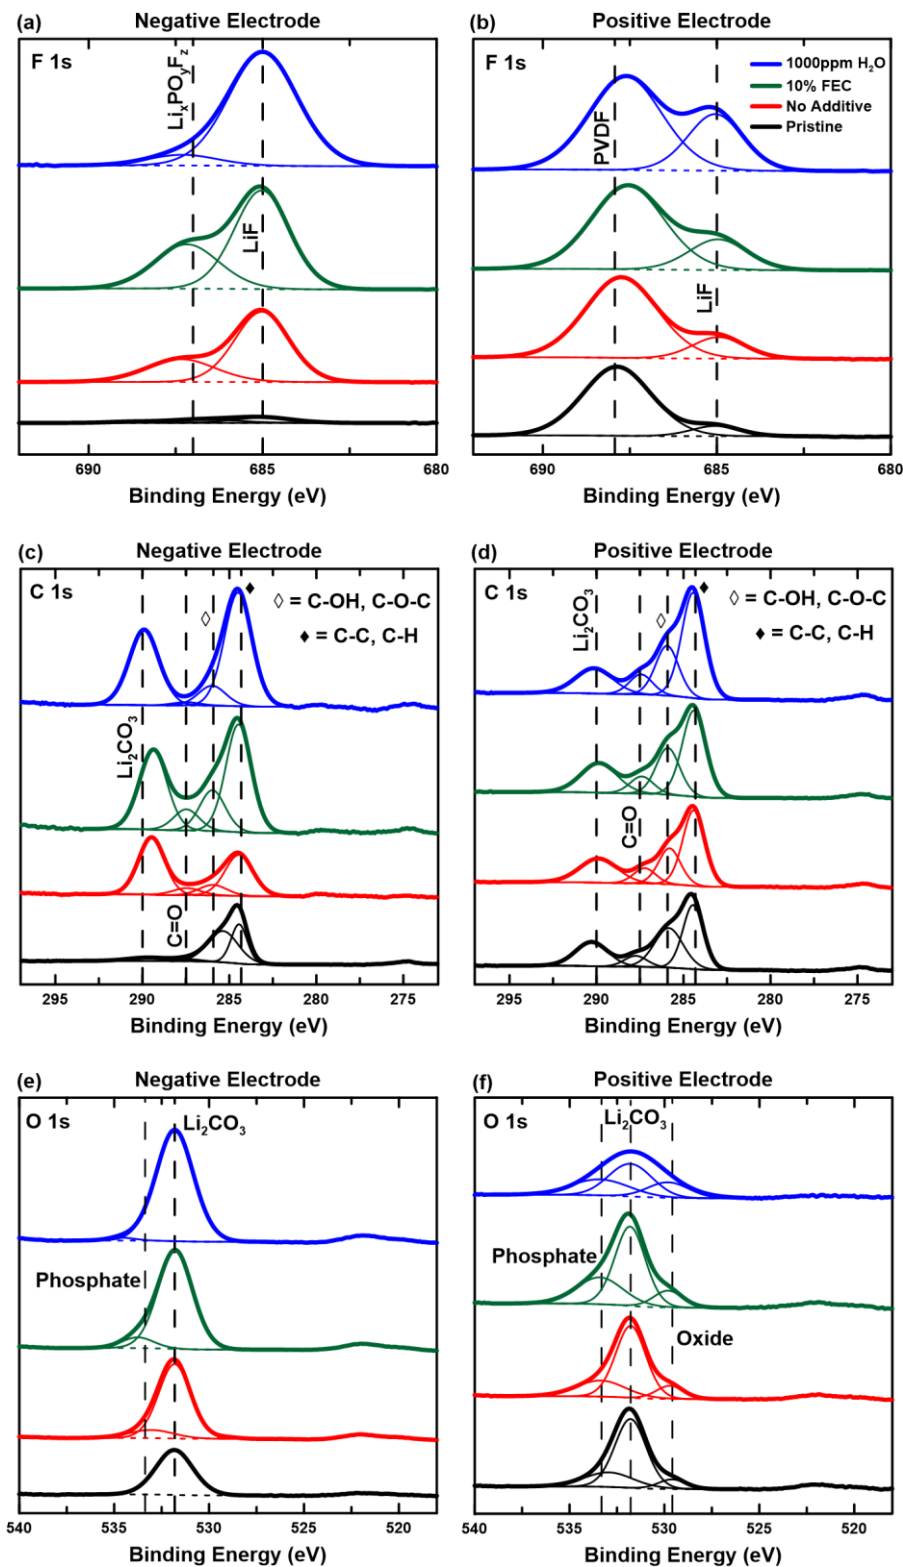 (a) Negative Electrode
F 1s
LiₓPOᵧF_z
LiF
690 685 680
Binding Energy (eV)
(b) Positive Electrode
F 1s
1000ppm H₂O
10% FEC
No Additive
Pristine
PVDF
LiF
690 685 680
Binding Energy (eV)
(c) Negative Electrode
C 1s
◊ = C-OH, C-O-C
♦ = C-C, C-H
◊
♦
Li₂CO₃
C=O
295 290 285 280 275
Binding Energy (eV)
(d) Positive Electrode
C 1s
◊ = C-OH, C-O-C
♦ = C-C, C-H
◊
♦
Li₂CO₃
C=O
295 290 285 280 275
Binding Energy (eV)
(e) Negative Electrode
O 1s
Li₂CO₃
Phosphate
540 535 530 525 520
Binding Energy (eV)
(f) Positive Electrode
O 1s
Li₂CO₃
Phosphate
Oxide
540 535 530 525 520
Binding Energy (eV)